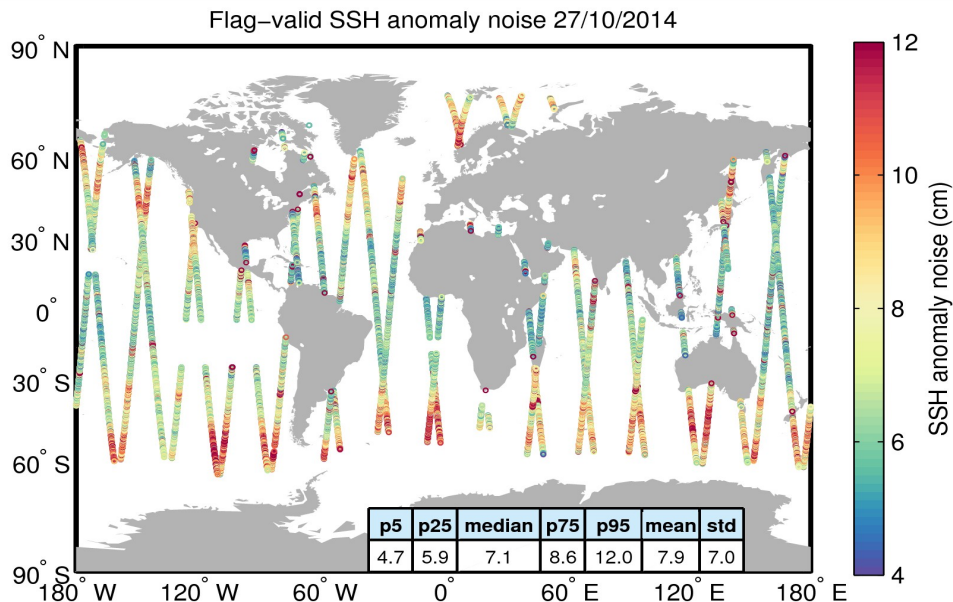 Flag−valid SSH anomaly noise 27/10/2014
90° N
60° N
30° N
0°
30° S
60° S
90° S
180° W
120° W
60° W
0°
60° E
120° E
180° E
p5 p25 median p75 p95 mean std
4.7 5.9 7.1 8.6 12.0 7.9 7.0
12
10
8
6
4
SSH anomaly noise (cm)